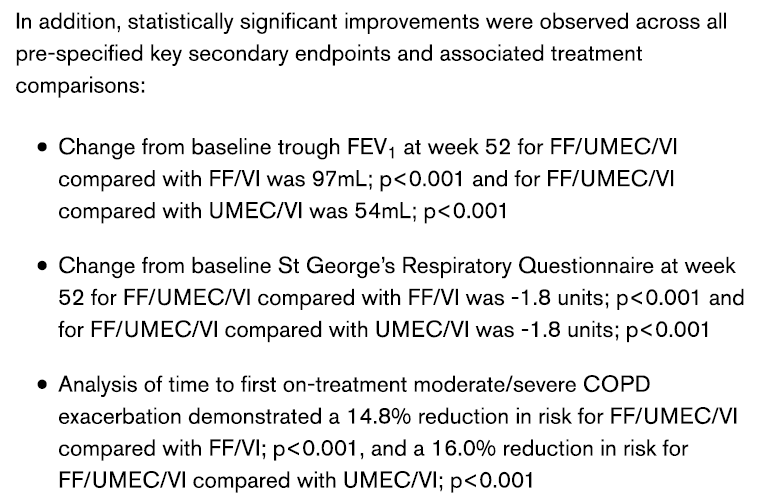 In addition, statistically significant improvements were observed across all
pre-specified key secondary endpoints and associated treatment
comparisons:
• Change from baseline trough FEV₁ at week 52 for FF/UMEC/VI
compared with FF/VI was 97mL; p<0.001 and for FF/UMEC/VI
compared with UMEC/VI was 54mL; p<0.001
• Change from baseline St George’s Respiratory Questionnaire at week
52 for FF/UMEC/VI compared with FF/VI was -1.8 units; p<0.001 and
for FF/UMEC/VI compared with UMEC/VI was -1.8 units; p<0.001
• Analysis of time to first on-treatment moderate/severe COPD
exacerbation demonstrated a 14.8% reduction in risk for FF/UMEC/VI
compared with FF/VI; p<0.001, and a 16.0% reduction in risk for
FF/UMEC/VI compared with UMEC/VI; p<0.001